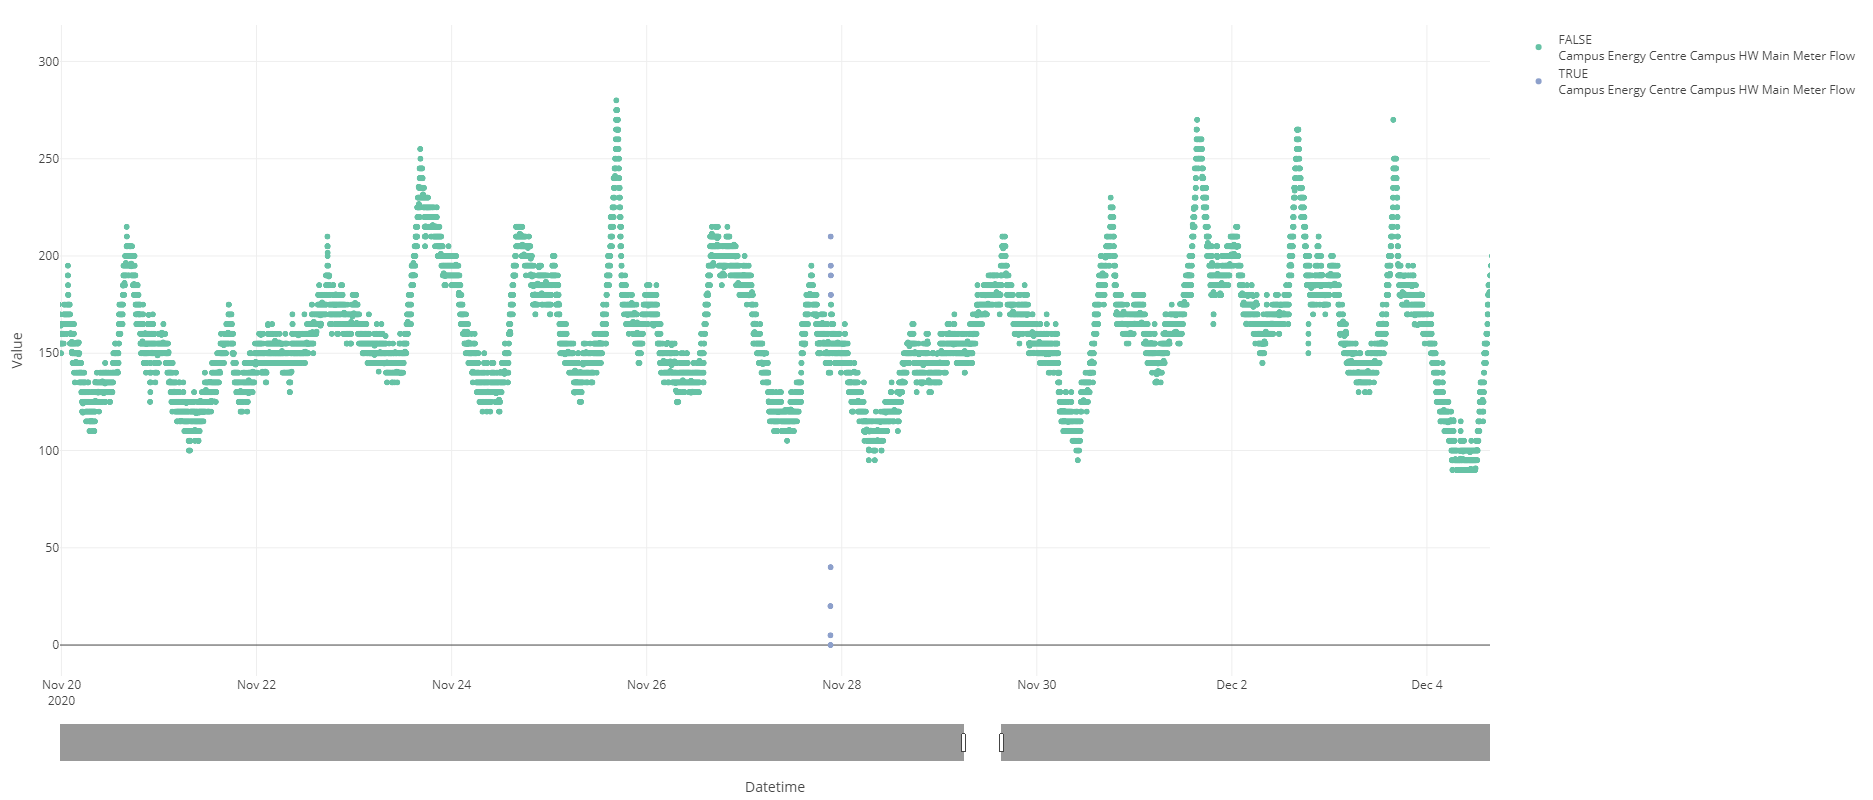 FALSE
Campus Energy Centre Campus HW Main Meter Flow
TRUE
Campus Energy Centre Campus HW Main Meter Flow
300
250
200
150
100
50
0
Value
Nov 20 Nov 22 Nov 24 Nov 26 Nov 28 Nov 30 Dec 2 Dec 4
2020
Datetime